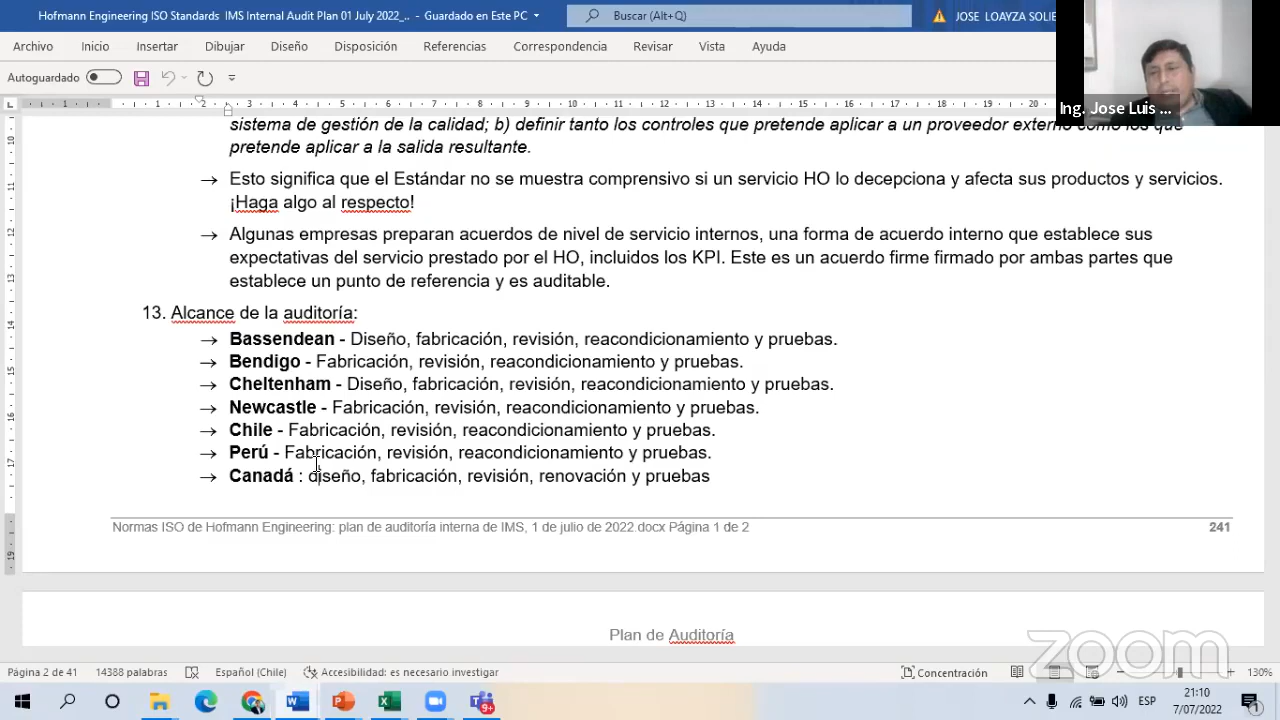 Hofmann Engineering ISO Standards IMS Internal Audit Plan 01 July 2022_.. - Guardado en Este PC
Buscar (Alt+Q)
JOSE LOAYZA SOLIE
Archivo Inicio Insertar Dibujar Diseño Disposición Referencias Correspondencia Revisar Vista Ayuda
Autoguardado
Ing. Jose Luis ...
sistema de gestión de la calidad; b) definir tanto los controles que pretende aplicar a un proveedor externo como los que
pretende aplicar a la salida resultante.
→ Esto significa que el Estándar no se muestra comprensivo si un servicio HO lo decepciona y afecta sus productos y servicios.
¡Haga algo al respecto!
→ Algunas empresas preparan acuerdos de nivel de servicio internos, una forma de acuerdo interno que establece sus
expectativas del servicio prestado por el HO, incluidos los KPI. Este es un acuerdo firme firmado por ambas partes que
establece un punto de referencia y es auditable.
13. Alcance de la auditoría:
→ Bassendean - Diseño, fabricación, revisión, reacondicionamiento y pruebas.
→ Bendigo - Fabricación, revisión, reacondicionamiento y pruebas.
→ Cheltenham - Diseño, fabricación, revisión, reacondicionamiento y pruebas.
→ Newcastle - Fabricación, revisión, reacondicionamiento y pruebas.
→ Chile - Fabricación, revisión, reacondicionamiento y pruebas.
→ Perú - Fabricación, revisión, reacondicionamiento y pruebas.
→ Canadá : diseño, fabricación, revisión, renovación y pruebas
Normas ISO de Hofmann Engineering: plan de auditoría interna de IMS, 1 de julio de 2022.docx Página 1 de 2 241
Plan de Auditoría
zoom
Página 2 de 41 14388 palabras Español (Chile) Accesibilidad: es necesario investigar Concentración 130%
ESP 21:10
7/07/2022